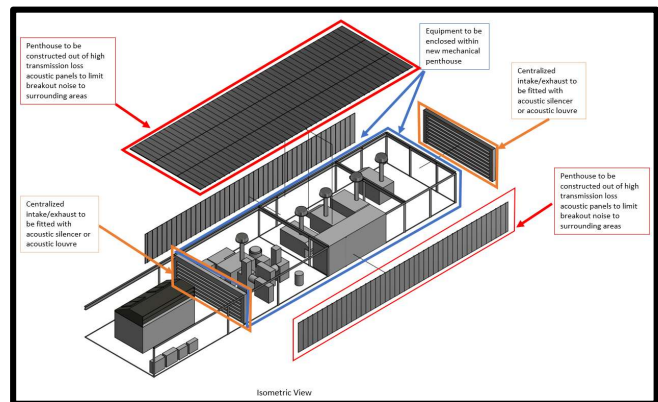 Penthouse to be
constructed out of high
transmission loss
acoustic panels to limit
breakout noise to
surrounding areas
Equipment to be
enclosed within
new mechanical
penthouse
Centralized
intake/exhaust to
be fitted with
acoustic silencer
or acoustic louvre
Penthouse to be
constructed out of high
transmission loss
acoustic panels to limit
breakout noise to
surrounding areas
Centralized
intake/exhaust to
be fitted with
acoustic silencer or
acoustic louvre
Isometric View